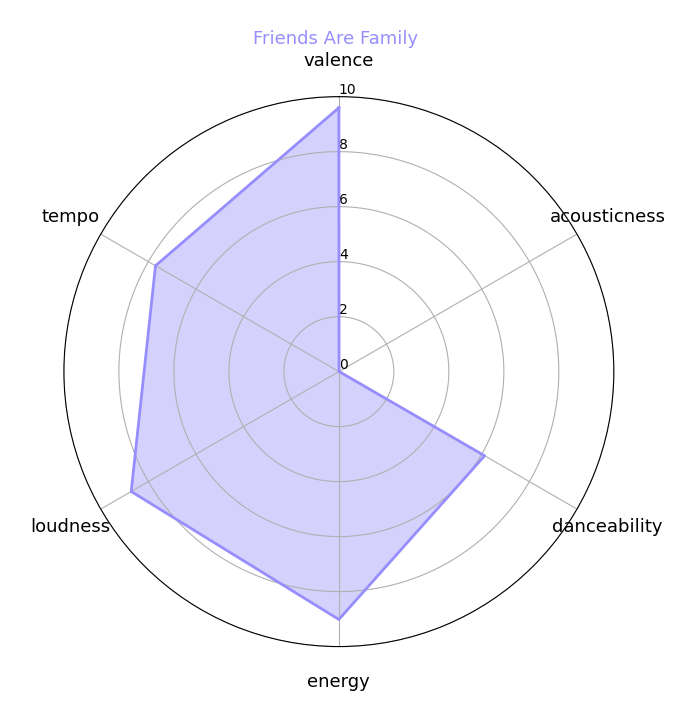 Friends Are Family
valence
10
8
tempo
acousticness
6
4
2
0
loudness
danceability
energy